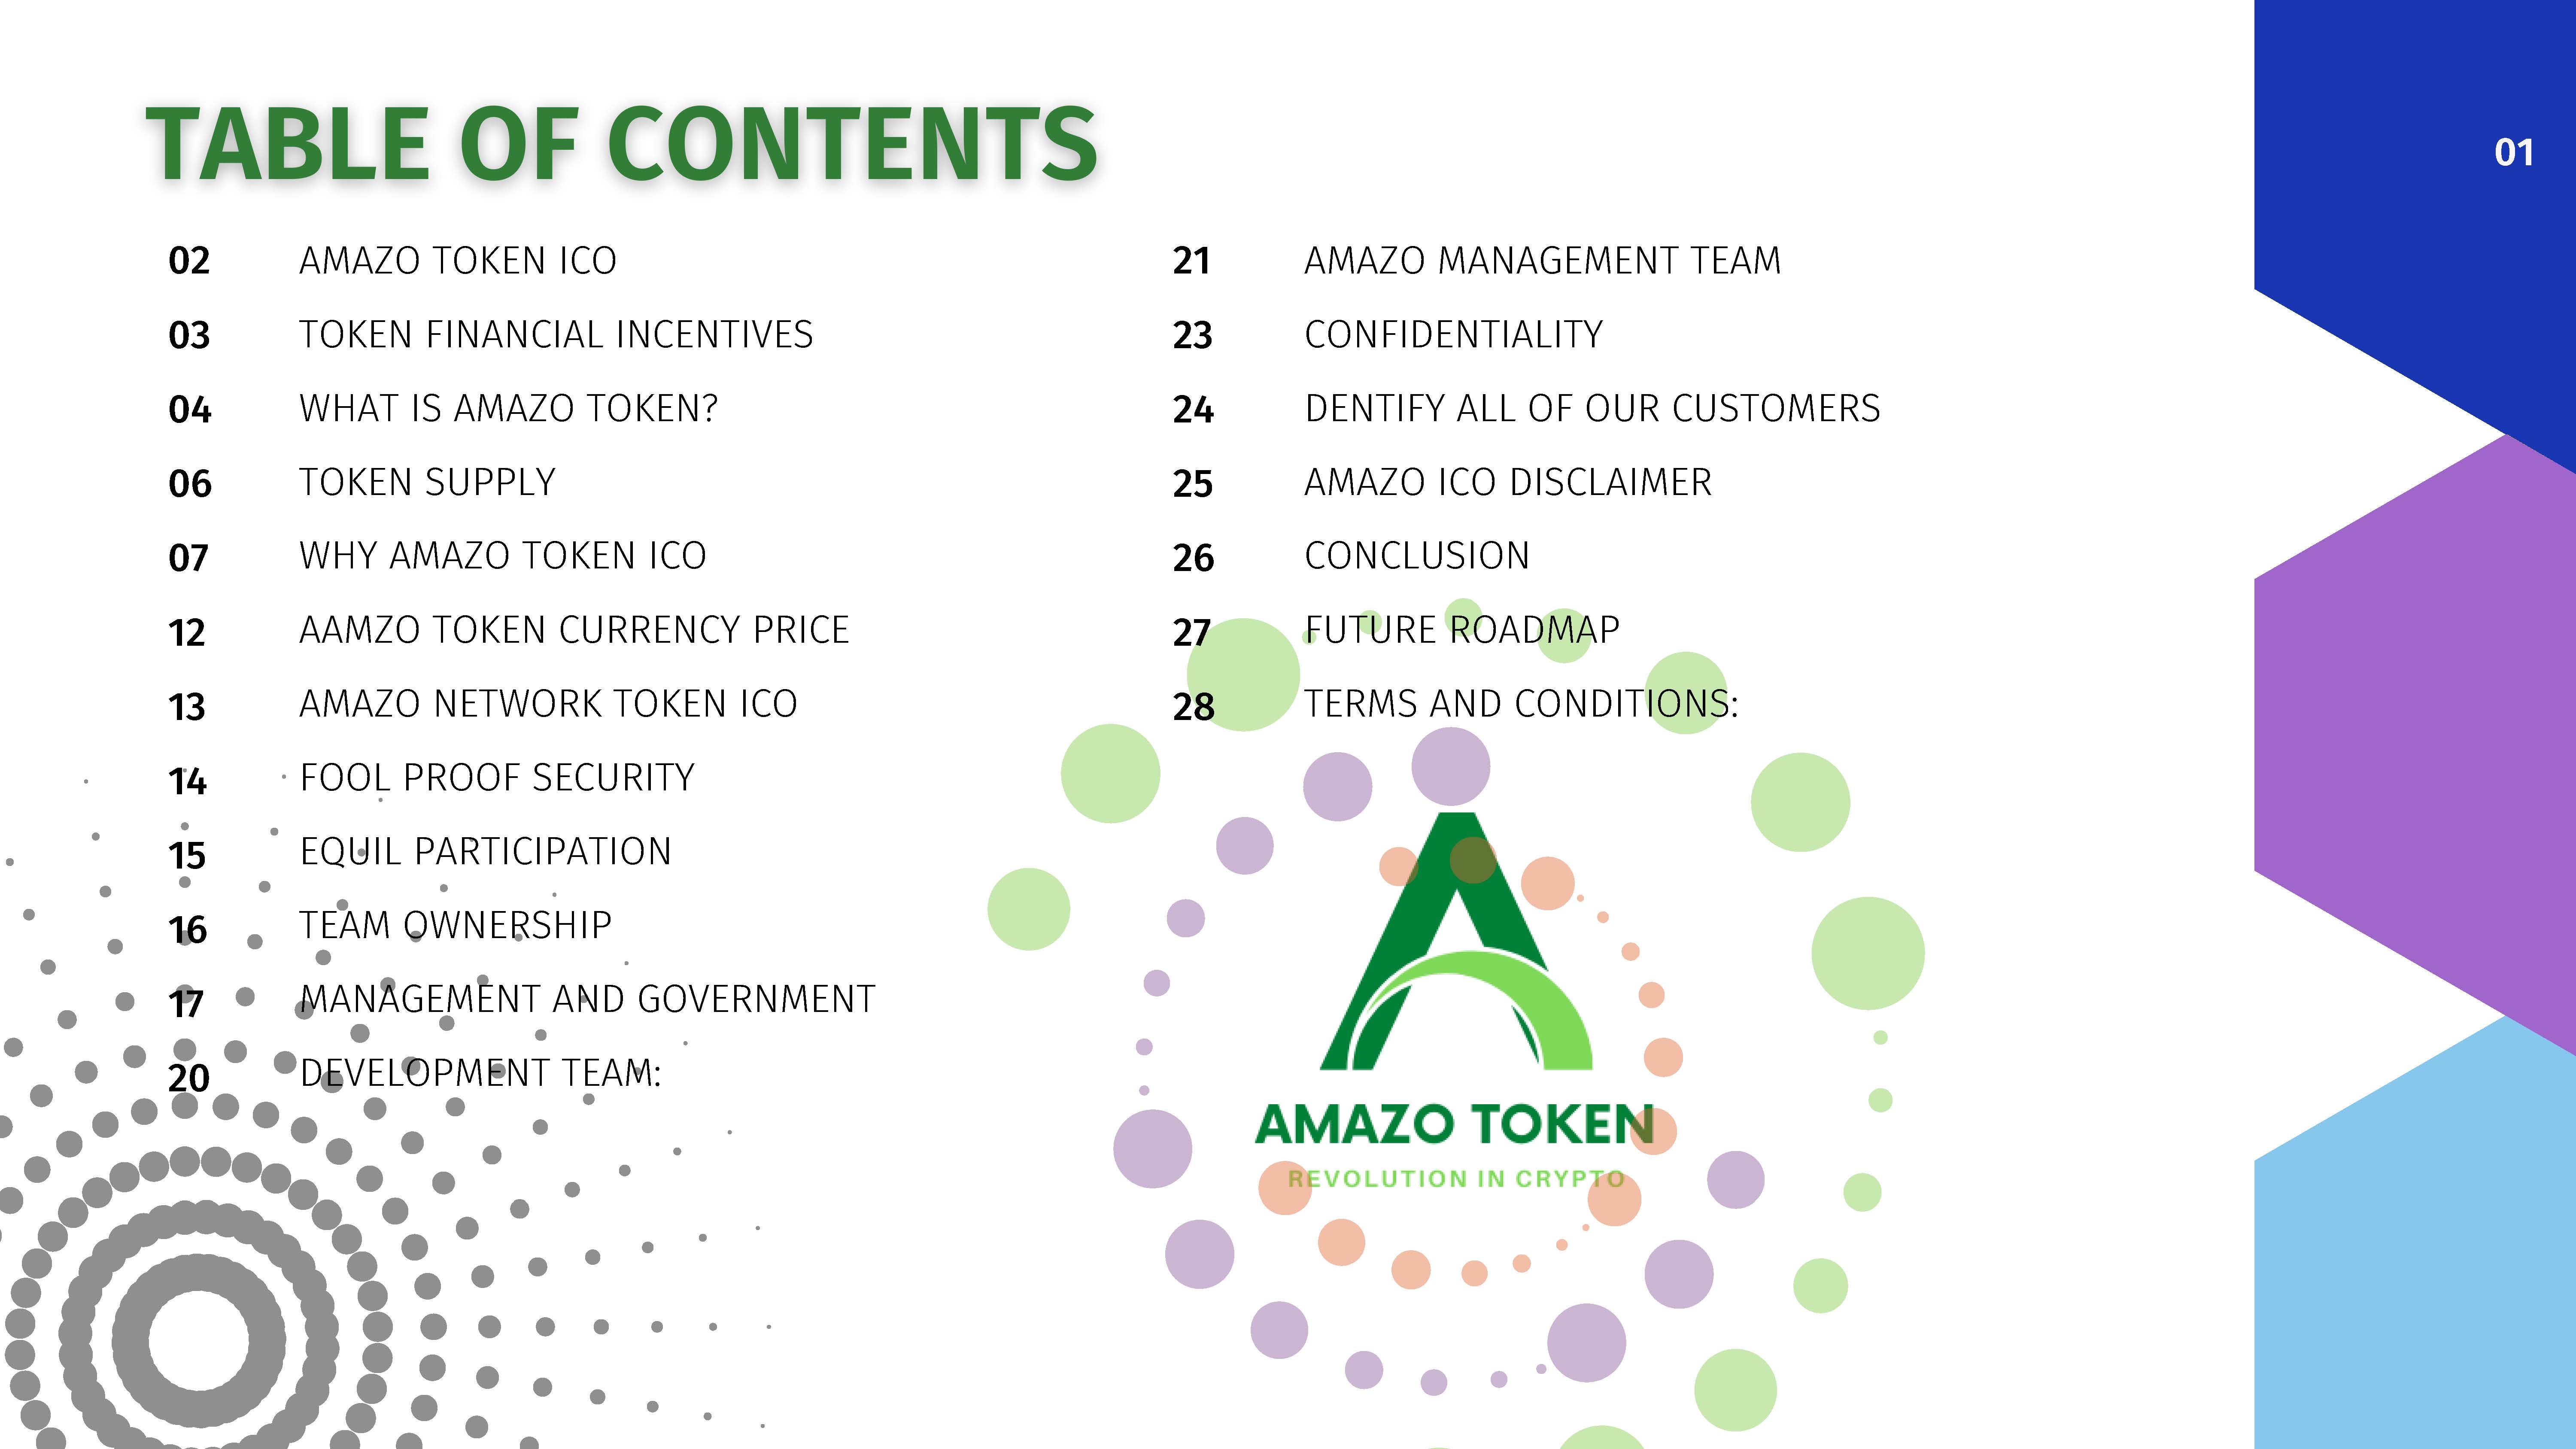 TABLE OF CONTENTS
01
02 AMAZO TOKEN ICO
03 TOKEN FINANCIAL INCENTIVES
04 WHAT IS AMAZO TOKEN?
06 TOKEN SUPPLY
07 WHY AMAZO TOKEN ICO
12 AAMZO TOKEN CURRENCY PRICE
13 AMAZO NETWORK TOKEN ICO
14 FOOL PROOF SECURITY
15 EQUIL PARTICIPATION
16 TEAM OWNERSHIP
17 MANAGEMENT AND GOVERNMENT
20 DEVELOPMENT TEAM:
21 AMAZO MANAGEMENT TEAM
23 CONFIDENTIALITY
24 DENTIFY ALL OF OUR CUSTOMERS
25 AMAZO ICO DISCLAIMER
26 CONCLUSION
27 FUTURE ROADMAP
28 TERMS AND CONDITIONS:
AMAZO TOKEN
REVOLUTION IN CRYPTO